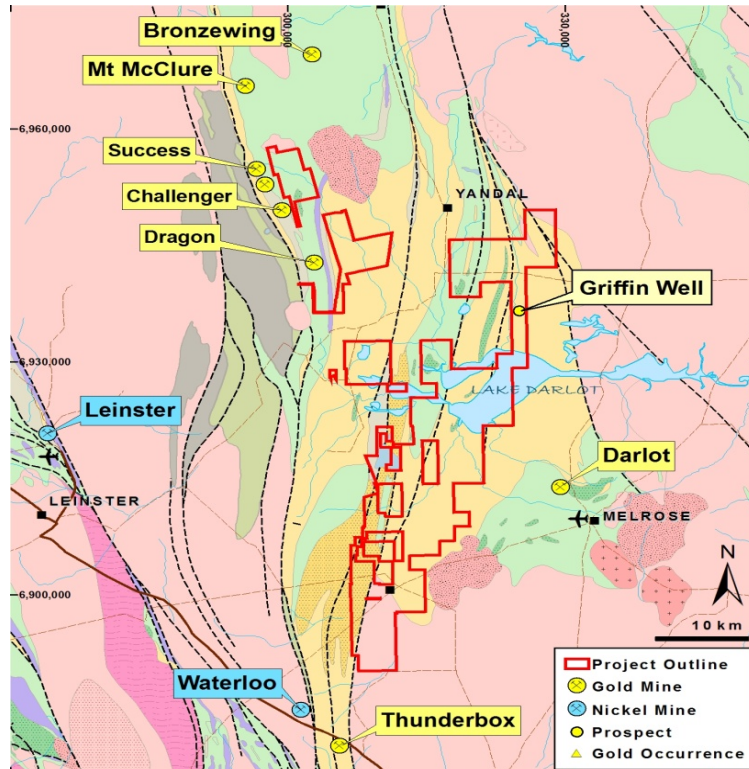 300,000
330,000
Bronzewing
Mt McClure
6,960,000
Success
YANDAL
Challenger
Dragon
Griffin Well
6,930,000
LAKE DARLOT
Leinster
Darlot
LEINSTER
MELROSE
N
6,900,000
10 km
Waterloo
Thunderbox
Project Outline
Gold Mine
Nickel Mine
Prospect
Gold Occurrence